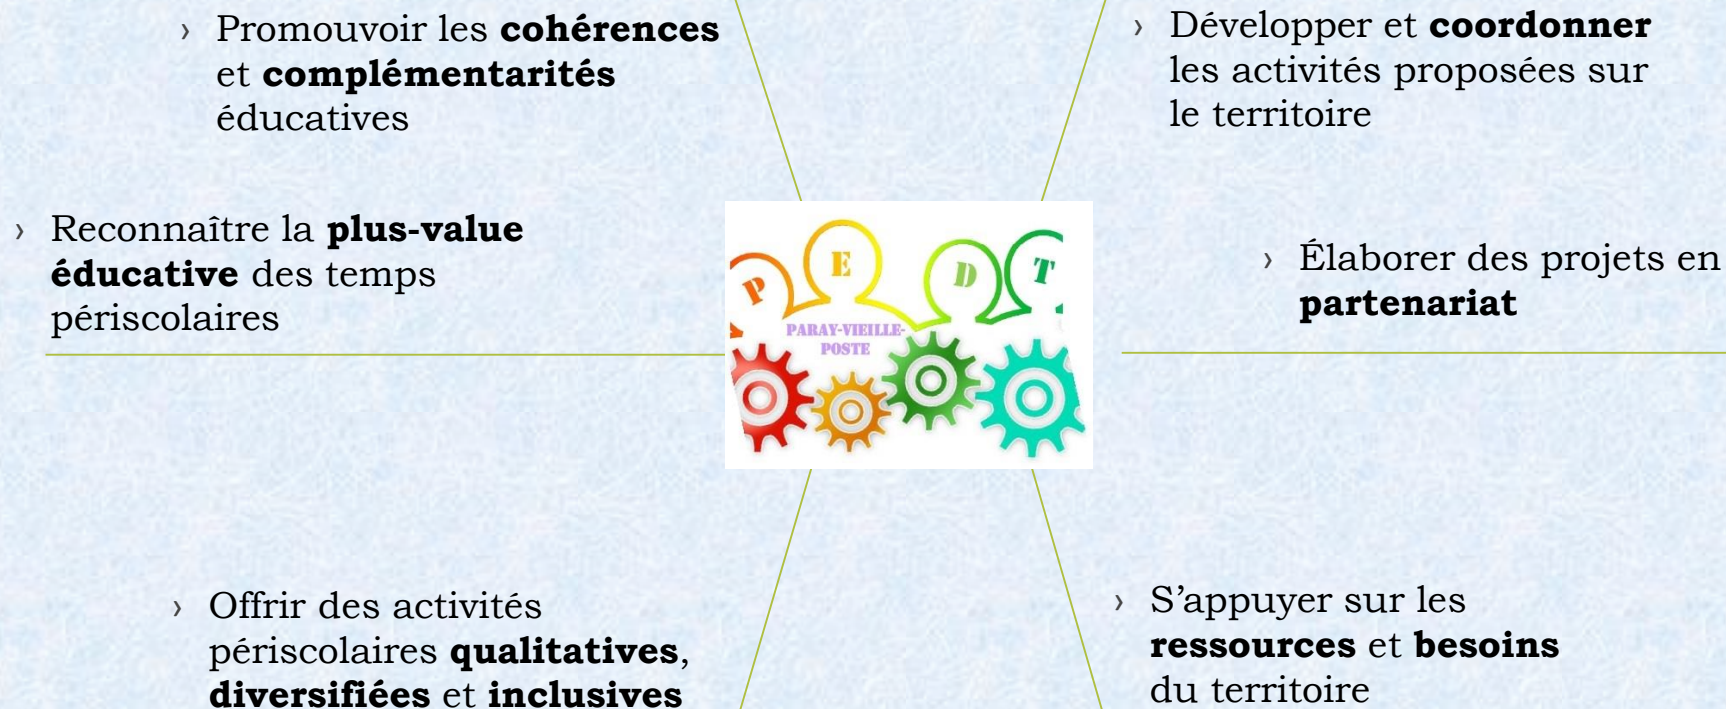 › Promouvoir les cohérences
et complémentarités
éducatives
› Développer et coordonner
les activités proposées sur
le territoire
› Reconnaître la plus-value
éducative des temps
périscolaires
P E D T
PARAY-VIEILLE-
POSTE
› Élaborer des projets en
partenariat
› Offrir des activités
périscolaires qualitatives,
diversifiées et inclusives
› S’appuyer sur les
ressources et besoins
du territoire